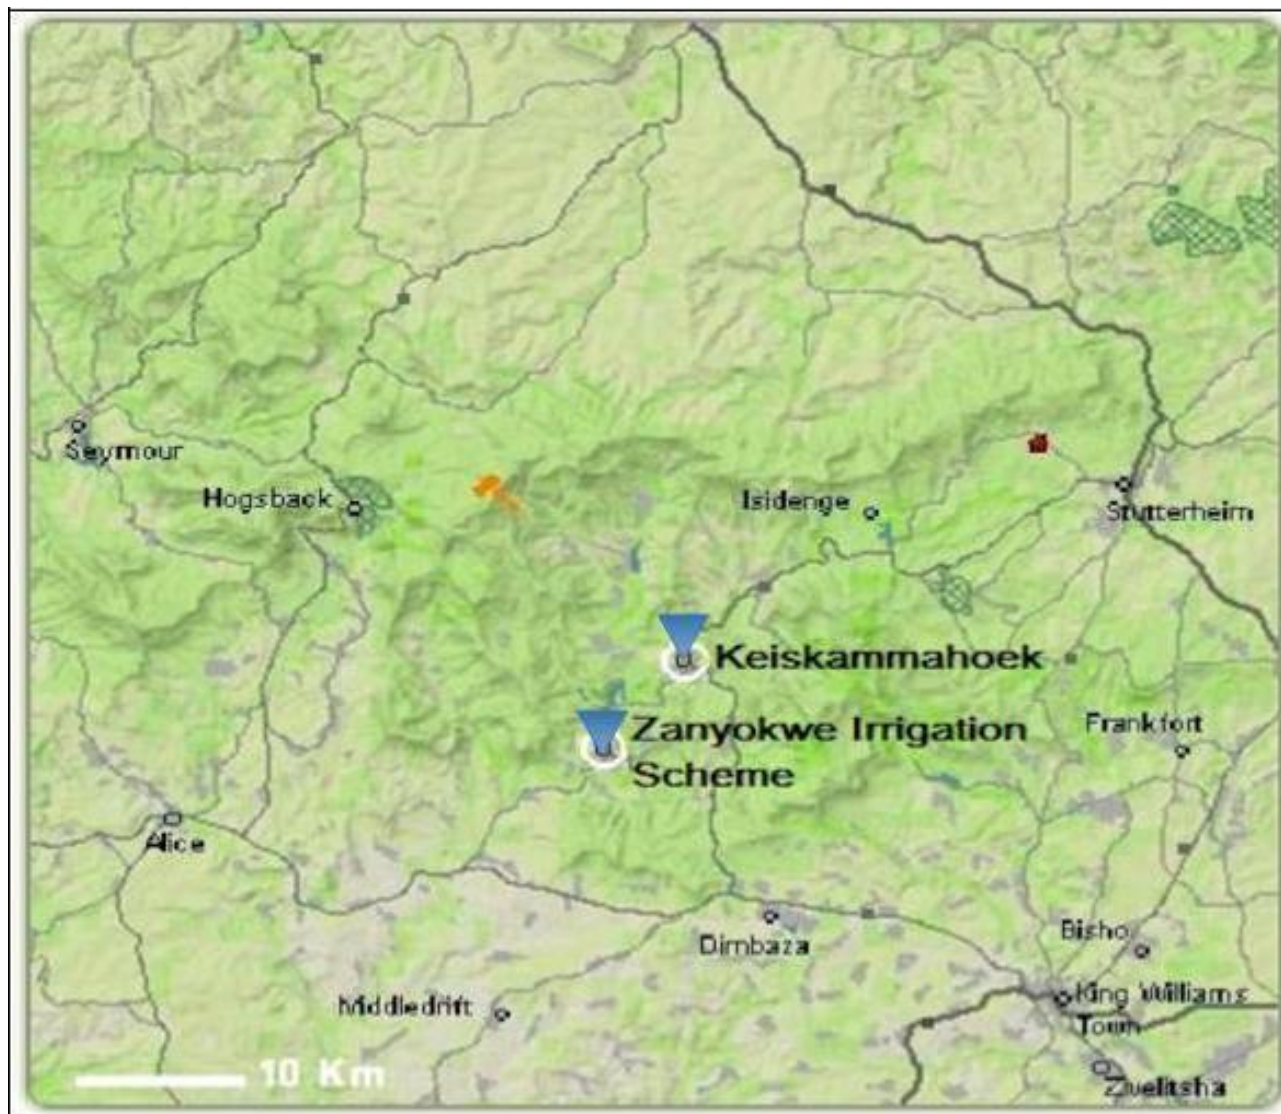 Seymour
Hogsback
Isidenge
Stutterheim
Keiskammahoek
Frankfort
Zanyokwe Irrigation
Scheme
Alice
Bisho
Dimbaza
King Williams
Town
Middledrift
10 Km
Zwelitsha